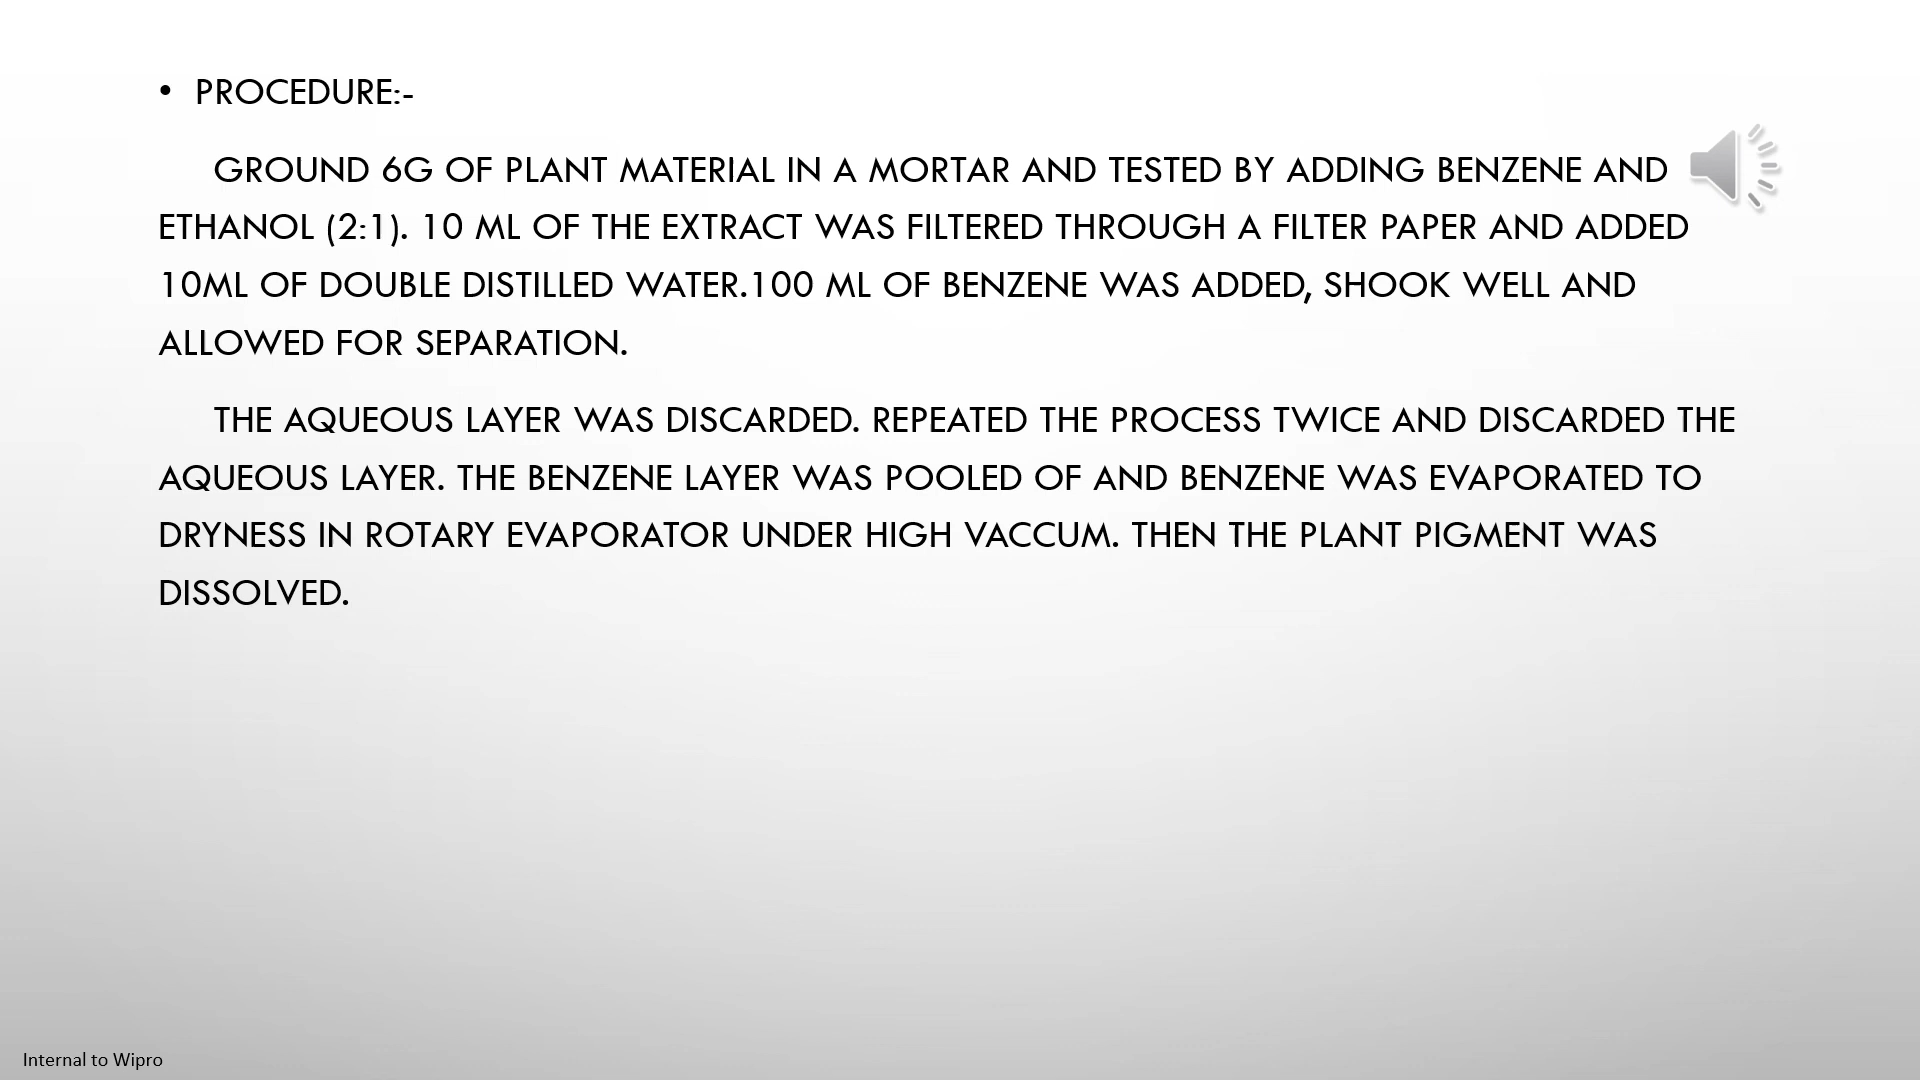 • PROCEDURE:-
GROUND 6G OF PLANT MATERIAL IN A MORTAR AND TESTED BY ADDING BENZENE AND
ETHANOL (2:1). 10 ML OF THE EXTRACT WAS FILTERED THROUGH A FILTER PAPER AND ADDED
10ML OF DOUBLE DISTILLED WATER.100 ML OF BENZENE WAS ADDED, SHOOK WELL AND
ALLOWED FOR SEPARATION.
THE AQUEOUS LAYER WAS DISCARDED. REPEATED THE PROCESS TWICE AND DISCARDED THE
AQUEOUS LAYER. THE BENZENE LAYER WAS POOLED OF AND BENZENE WAS EVAPORATED TO
DRYNESS IN ROTARY EVAPORATOR UNDER HIGH VACCUM. THEN THE PLANT PIGMENT WAS
DISSOLVED.
Internal to Wipro